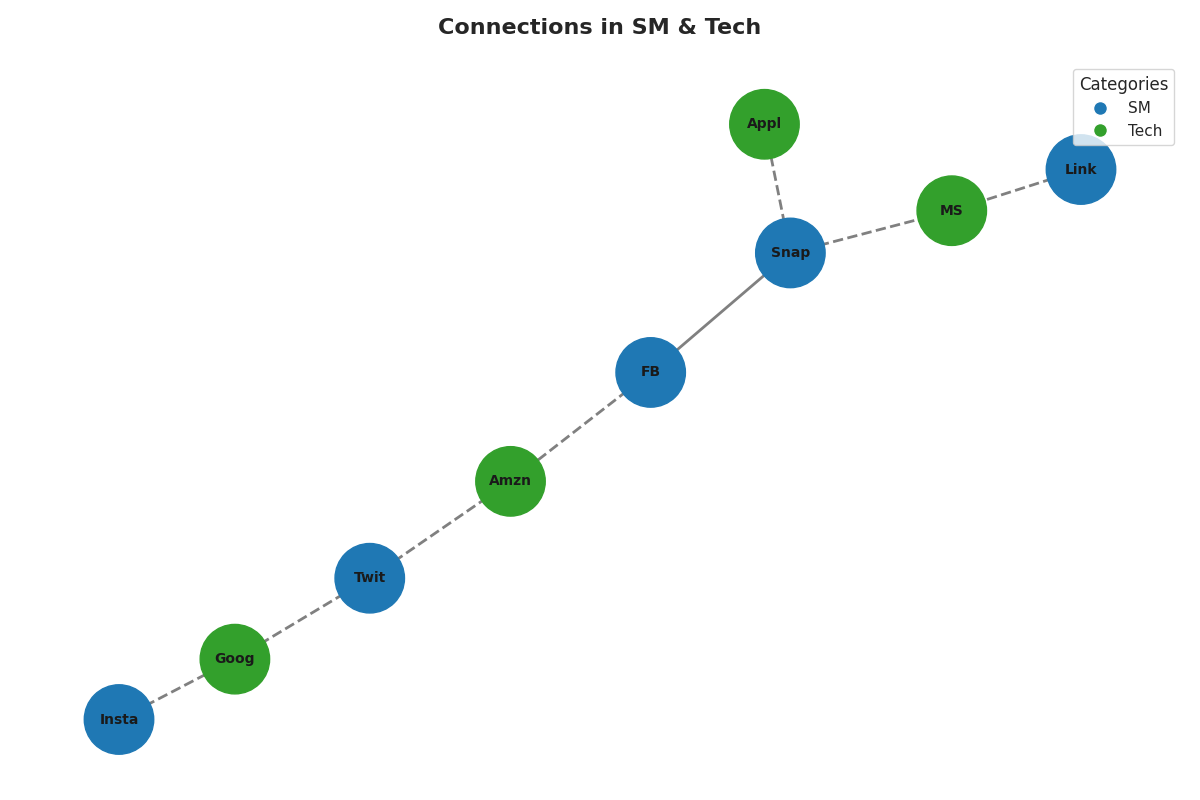 Connections in SM & Tech
Categories
SM
Tech
Appl
Link
MS
Snap
FB
Amzn
Twit
Goog
Insta